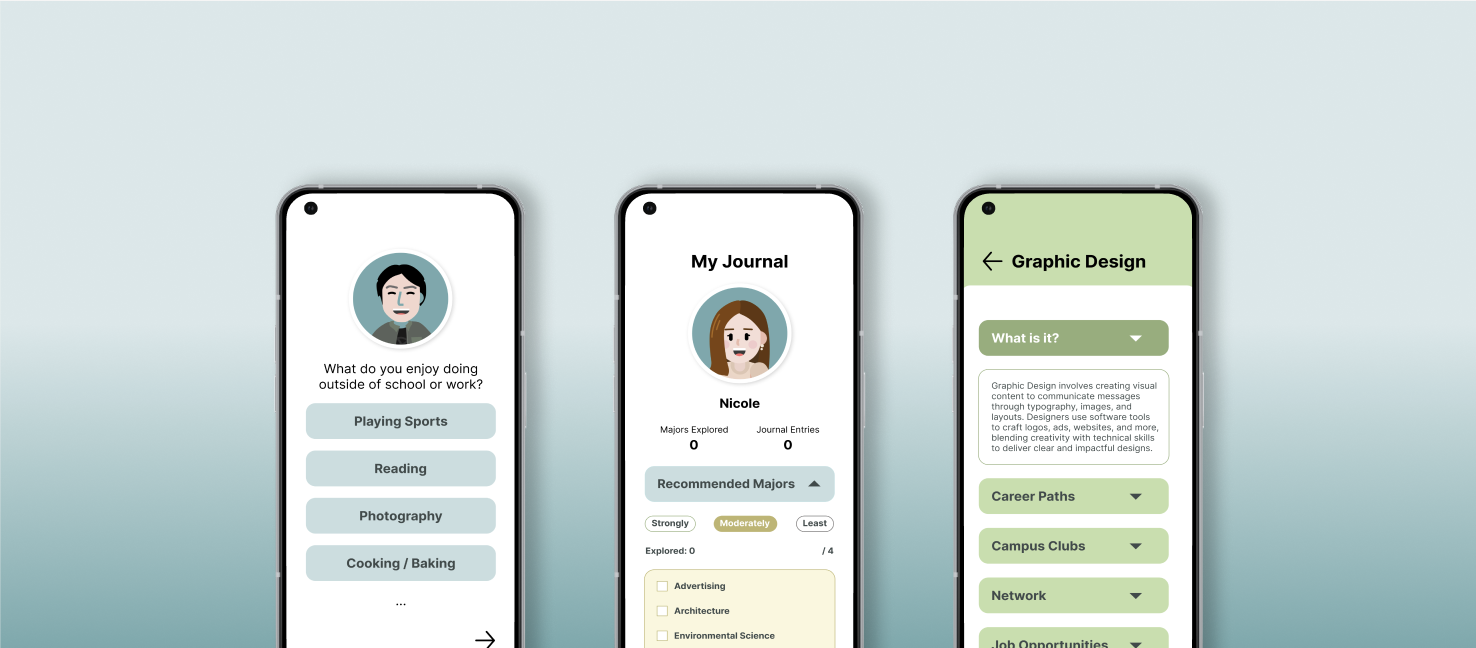 What do you enjoy doing
outside of school or work?
Playing Sports
Reading
Photography
Cooking / Baking
...
My Journal
Nicole
Majors Explored
0
Journal Entries
0
Recommended Majors
Strongly
Moderately
Least
Explored: 0
/ 4
Advertising
Architecture
Environmental Science
Graphic Design
What is it?
Graphic Design involves creating visual
content to communicate messages
through typography, images, and
layouts. Designers use software tools
to craft logos, ads, websites, and more,
blending creativity with technical skills
to deliver clear and impactful designs.
Career Paths
Campus Clubs
Network
Job Opportunities